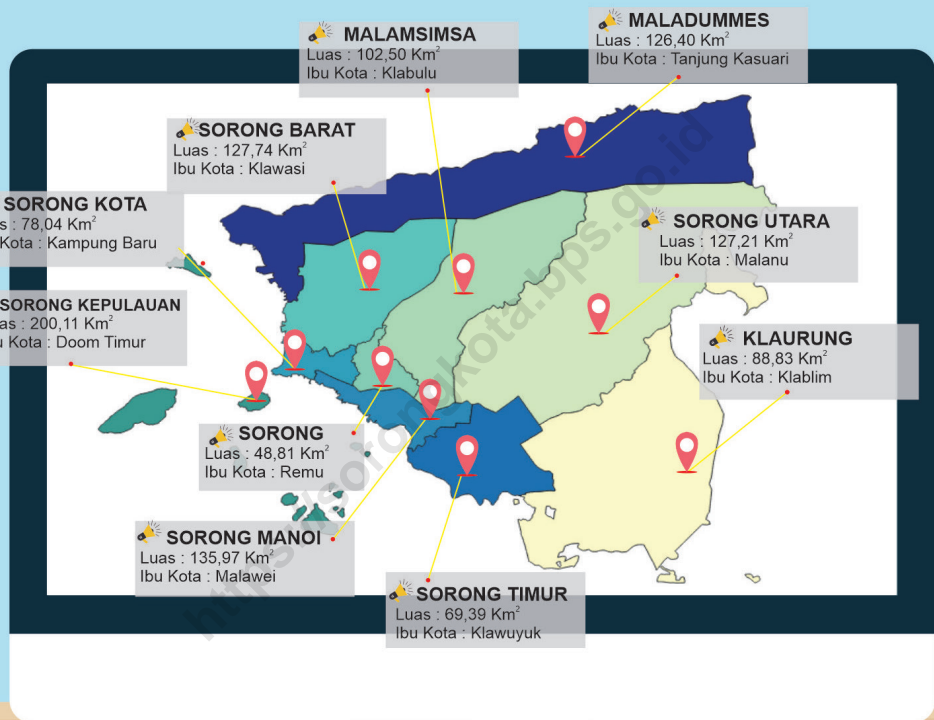 MALAMSIMSA
Luas : 102,50 Km²
Ibu Kota : Klabulu
MALADUMMES
Luas : 126,40 Km²
Ibu Kota : Tanjung Kasuari
SORONG BARAT
Luas : 127,74 Km²
Ibu Kota : Klawasi
SORONG KOTA
s : 78,04 Km²
Kota : Kampung Baru
SORONG UTARA
Luas : 127,21 Km²
Ibu Kota : Malanu
SORONG KEPULAUAN
as : 200,11 Km²
u Kota : Doom Timur
KLAURUNG
Luas : 88,83 Km²
Ibu Kota : Klablim
SORONG
Luas : 48,81 Km²
Ibu Kota : Remu
SORONG MANOI
Luas : 135,97 Km²
Ibu Kota : Malawei
SORONG TIMUR
Luas : 69,39 Km²
Ibu Kota : Klawuyuk
https://sorongkota.bps.go.id